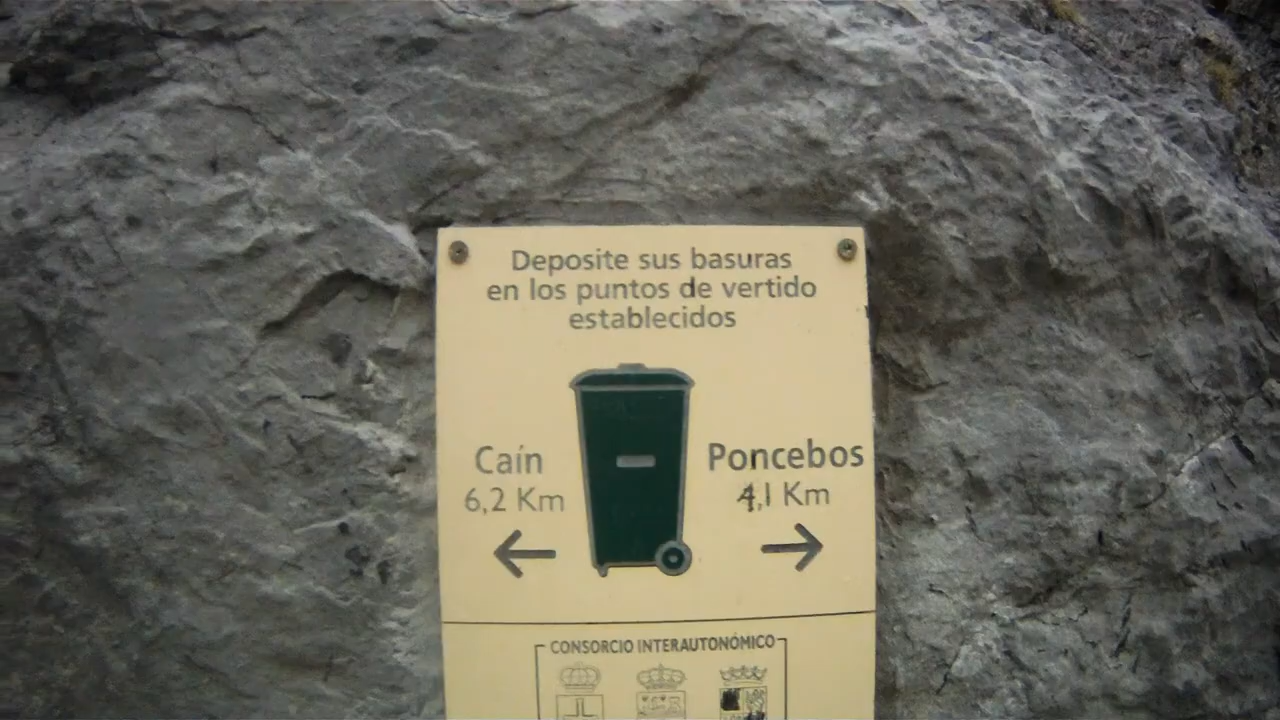 Deposite sus basuras
en los puntos de vertido
establecidos
Caín
6,2 Km
Poncebos
4,1 Km
CONSORCIO INTERAUTONÓMICO